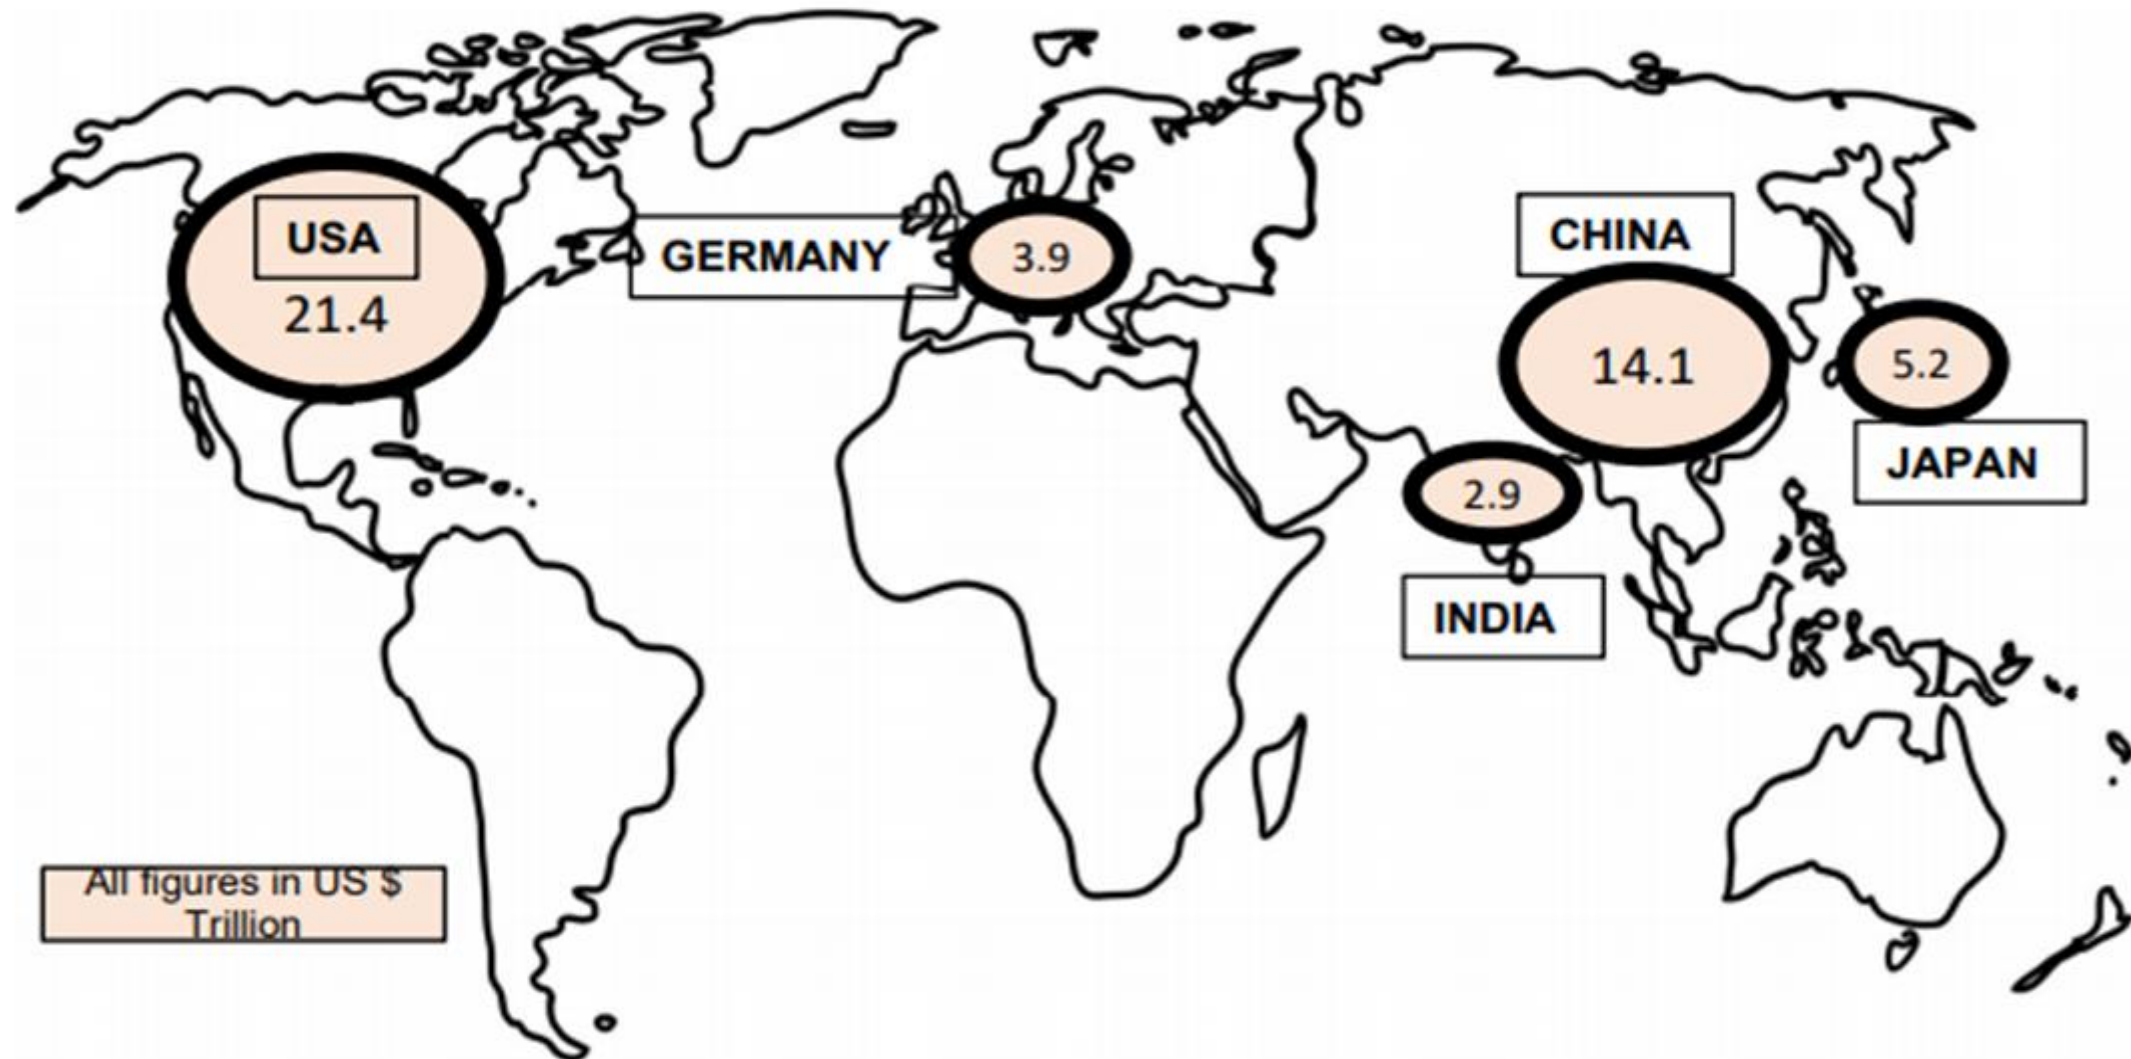 USA
21.4
GERMANY
3.9
CHINA
14.1
5.2
JAPAN
2.9
INDIA
All figures in US $
Trillion